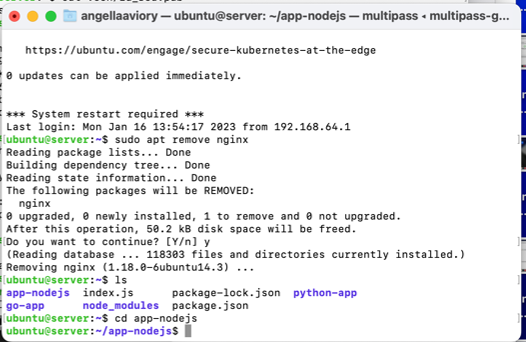 angellaaviory — ubuntu@server: ~/app-nodejs — multipass • multipass-g...
https://ubuntu.com/engage/secure-kubernetes-at-the-edge
0 updates can be applied immediately.
*** System restart required ***
Last login: Mon Jan 16 13:54:17 2023 from 192.168.64.1
[ubuntu@server:~$ sudo apt remove nginx
Reading package lists... Done
Building dependency tree... Done
Reading state information... Done
The following packages will be REMOVED:
  nginx
0 upgraded, 0 newly installed, 1 to remove and 0 not upgraded.
After this operation, 50.2 kB disk space will be freed.
Do you want to continue? [Y/n] y
(Reading database ... 118303 files and directories currently installed.)
Removing nginx (1.18.0-6ubuntu14.3) ...
[ubuntu@server:~$ ls
app-nodejs  index.js      package-lock.json  python-app
go-app      node_modules  package.json
[ubuntu@server:~$ cd app-nodejs
ubuntu@server:~/app-nodejs$